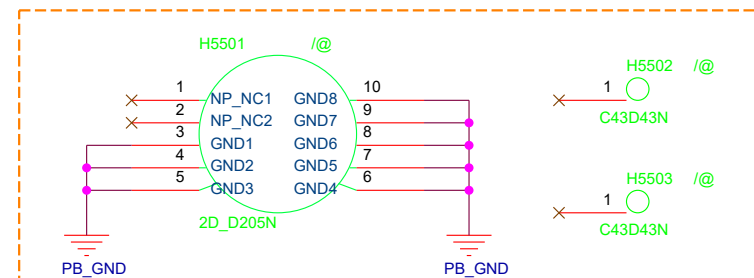 H5501 /@
1 NP_NC1 GND8 10
2 NP_NC2 GND7 9
3 GND1 GND6 8
4 GND2 GND5 7
5 GND3 GND4 6
2D_D205N
PB_GND PB_GND
H5502 /@
1
C43D43N
H5503 /@
1
C43D43N